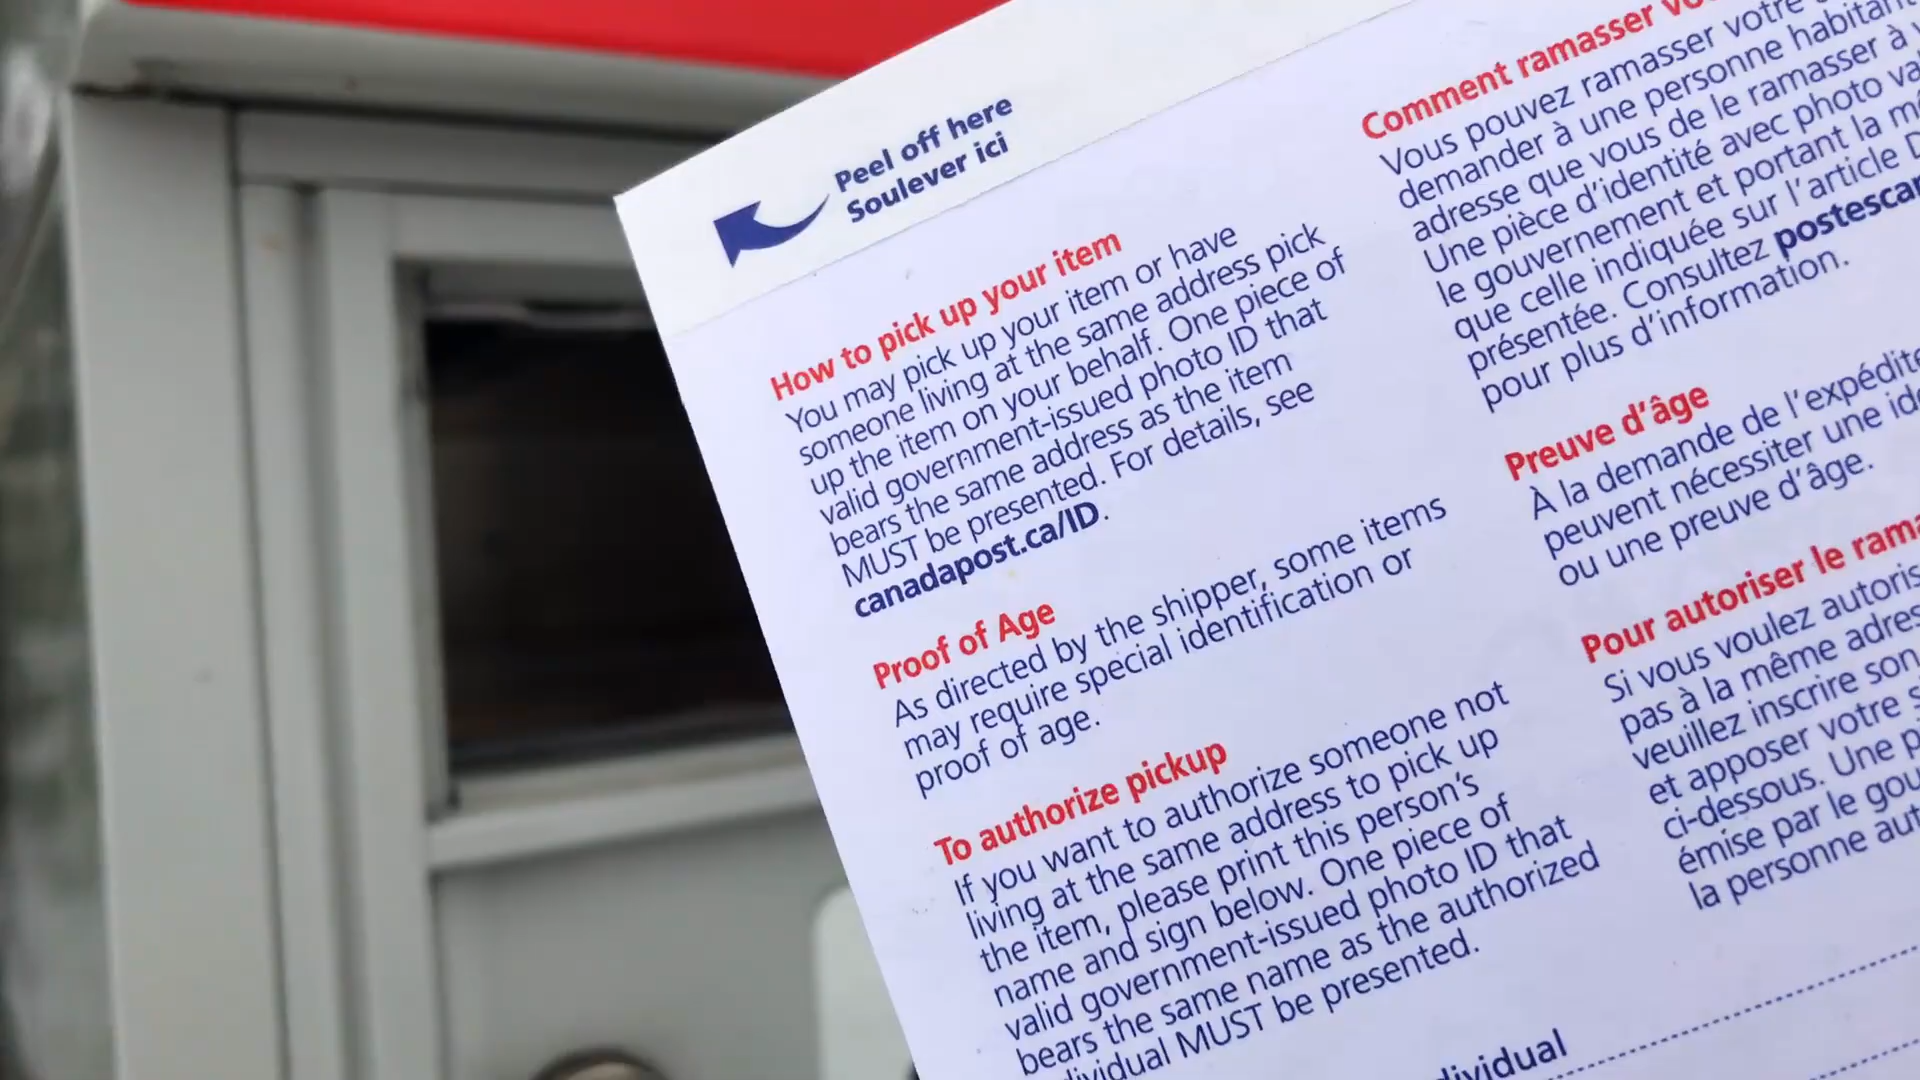 Peel off here
Soulever ici
How to pick up your item
You may pick up your item or have
someone living at the same address pick
up the item on your behalf. One piece of
valid government-issued photo ID that
bears the same address as the item
MUST be presented. For details, see
canadapost.ca/ID.
Proof of Age
As directed by the shipper, some items
may require special identification or
proof of age.
To authorize pickup
If you want to authorize someone not
living at the same address to pick up
the item, please print this person's
name and sign below. One piece of
valid government-issued photo ID that
bears the same name as the authorized
MUST be presented.
Comment ramasser
Vous pouvez ramasser votre
demander à une personne habitant
adresse que vous de le ramasser à
Une pièce d'identité avec photo
le gouvernement et portant la
que celle indiquée sur l'article
présentée. Consultez
pour plus d'information.
Preuve d'âge
À la demande de
peuvent nécessiter une
ou une preuve d'âge.
Pour autoriser le
Si vous voulez
pas à la même
veuillez inscrire son
et apposer votre
ci-dessous. Une
émise par le
la personne